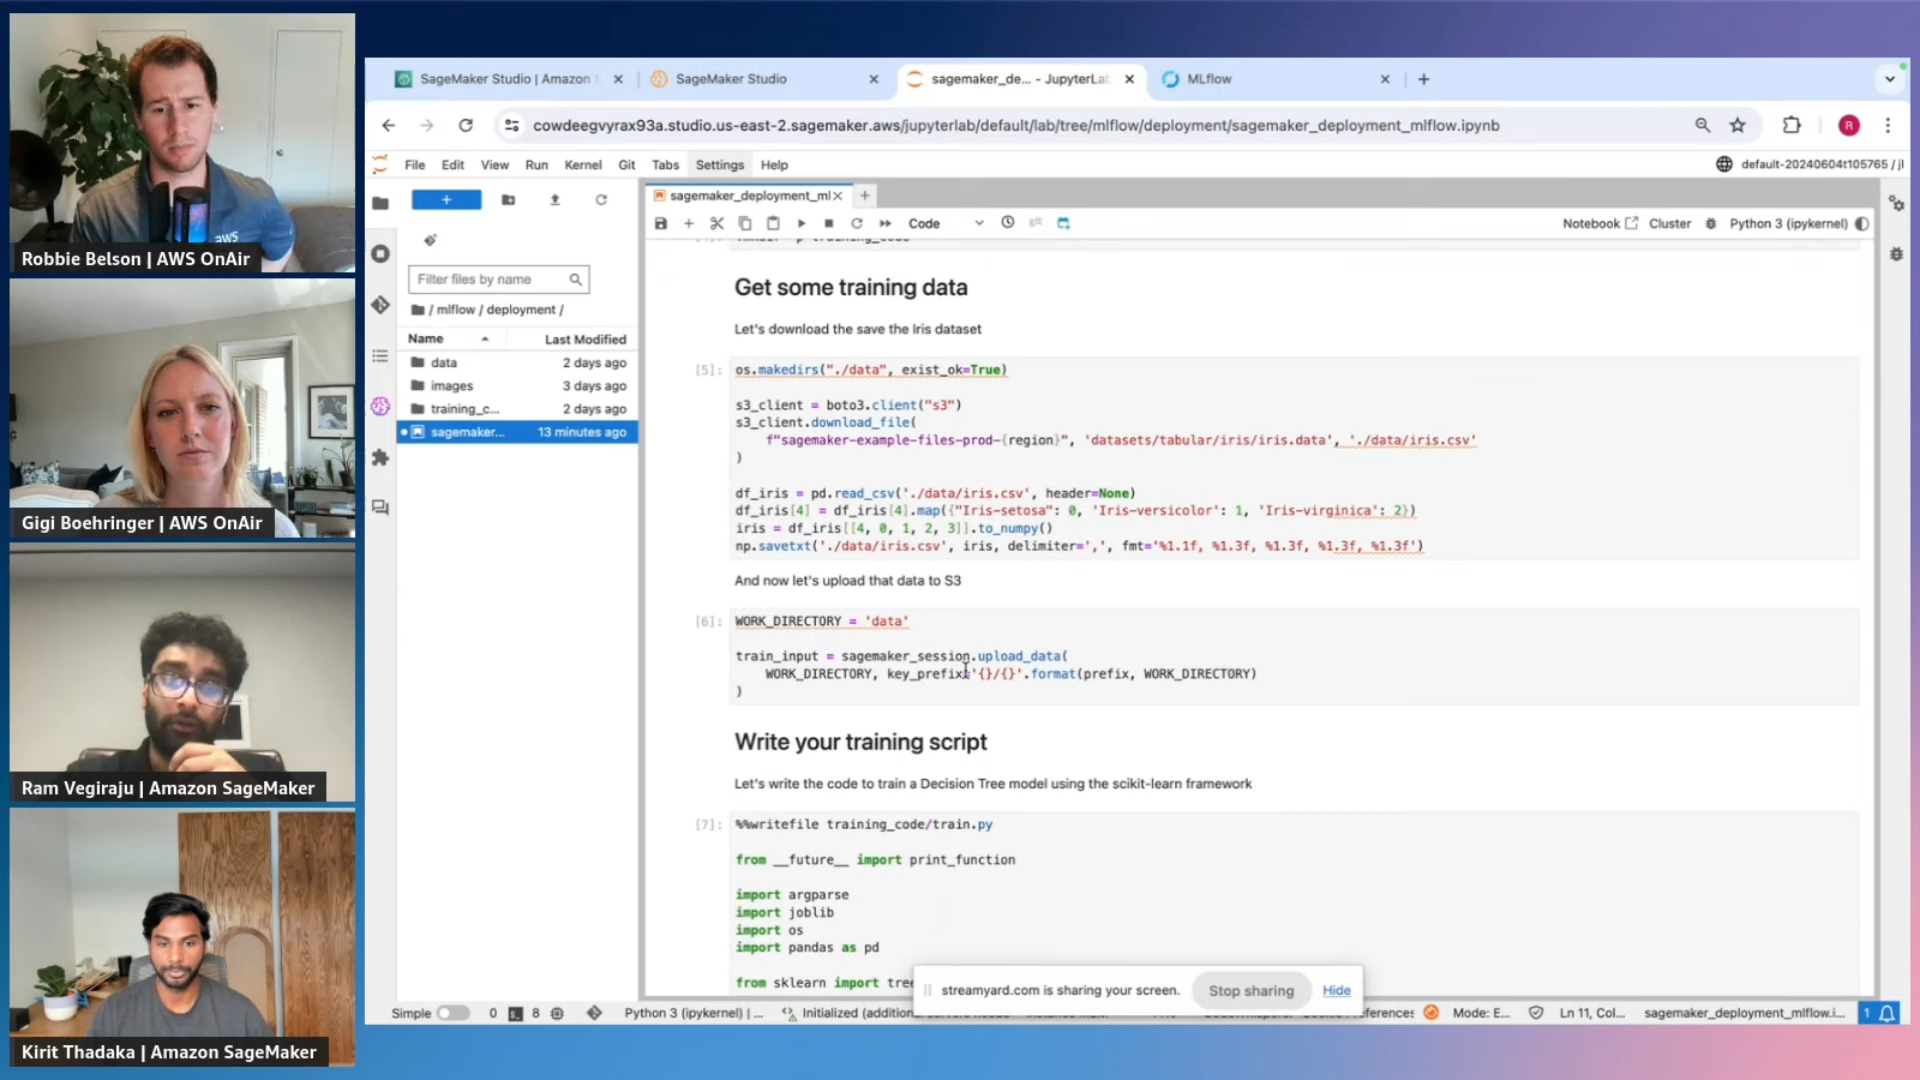 aws
Robbie Belson | AWS OnAir
Gigi Boehringer | AWS OnAir
Ram Vegiraju | Amazon SageMaker
Kirit Thadaka | Amazon SageMaker
SageMaker Studio | Amazon
SageMaker Studio
sagemaker_de... - JupyterLab
MLflow
cowdeegvyrax93a.studio.us-east-2.sagemaker.aws/jupyterlab/default/lab/tree/mlflow/deployment/sagemaker_deployment_mlflow.ipynb
R
File Edit View Run Kernel Git Tabs Settings Help
default-20240604t105765 / jl
Filter files by name
/ mlflow / deployment /
Name Last Modified
data 2 days ago
images 3 days ago
training_c... 2 days ago
sagemaker... 13 minutes ago
sagemaker_deployment_ml
Code
git
Notebook Cluster Python 3 (ipykernel)
Get some training data
Let's download the save the Iris dataset
[5]:
os.makedirs("./data", exist_ok=True)
s3_client = boto3.client("s3")
s3_client.download_file(
f"sagemaker-example-files-prod-{region}", 'datasets/tabular/iris/iris.data', './data/iris.csv'
)
df_iris = pd.read_csv('./data/iris.csv', header=None)
df_iris[4] = df_iris[4].map({"Iris-setosa": 0, 'Iris-versicolor': 1, 'Iris-virginica': 2})
iris = df_iris[[4, 0, 1, 2, 3]].to_numpy()
np.savetxt('./data/iris.csv', iris, delimiter=',', fmt='%1.1f, %1.3f, %1.3f, %1.3f, %1.3f')
And now let's upload that data to S3
[6]:
WORK_DIRECTORY = 'data'
train_input = sagemaker_session.upload_data(
WORK_DIRECTORY, key_prefix='{}/{}'.format(prefix, WORK_DIRECTORY)
)
Write your training script
Let's write the code to train a Decision Tree model using the scikit-learn framework
[7]:
%%writefile training_code/train.py
from __future__ import print_function
import argparse
import joblib
import os
import pandas as pd
from sklearn import tree
streamyard.com is sharing your screen. Stop sharing Hide
Simple 0 8 Python 3 (ipykernel) | ... Initialized (additional Mode: E... Ln 11, Col... sagemaker_deployment_mlflow.i... 1